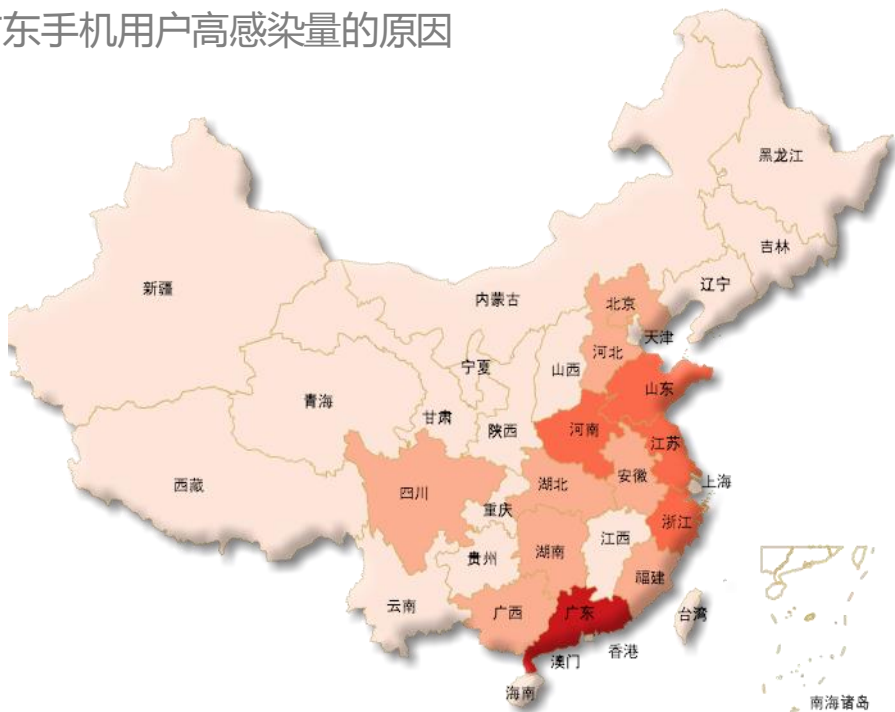 东手机用户高感染量的原因
黑龙江
吉林
辽宁
新疆
内蒙古
北京
天津
河北
山西
宁夏
山东
青海
甘肃
陕西
河南
江苏
西藏
四川
湖北
安徽
上海
重庆
浙江
江西
湖南
贵州
福建
云南
广西
广东
台湾
香港
澳门
海南
南海诸岛